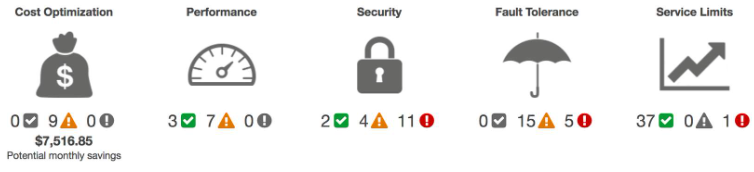 Cost Optimization Performance Security Fault Tolerance Service Limits
$
0 9 0 3 7 0 2 4 11 0 15 5 37 0 1
$7,516.85
Potential monthly savings